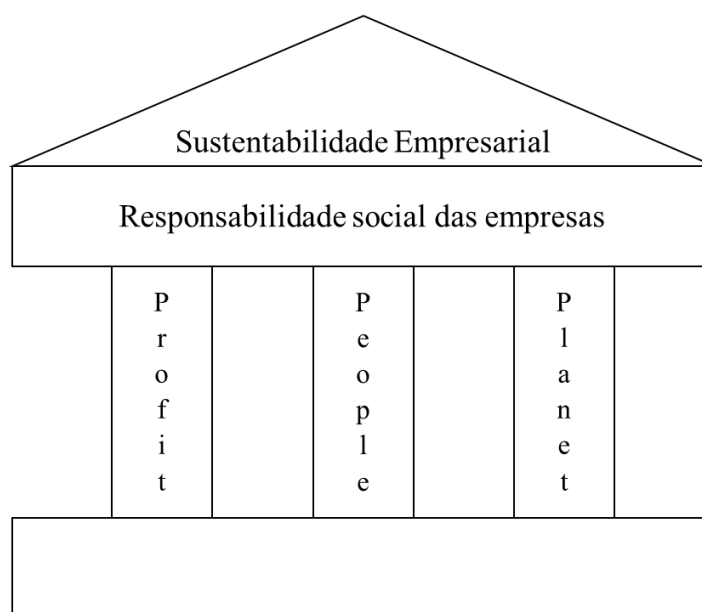 Sustentabilidade Empresarial
Responsabilidade social das empresas
Profit
People
Planet